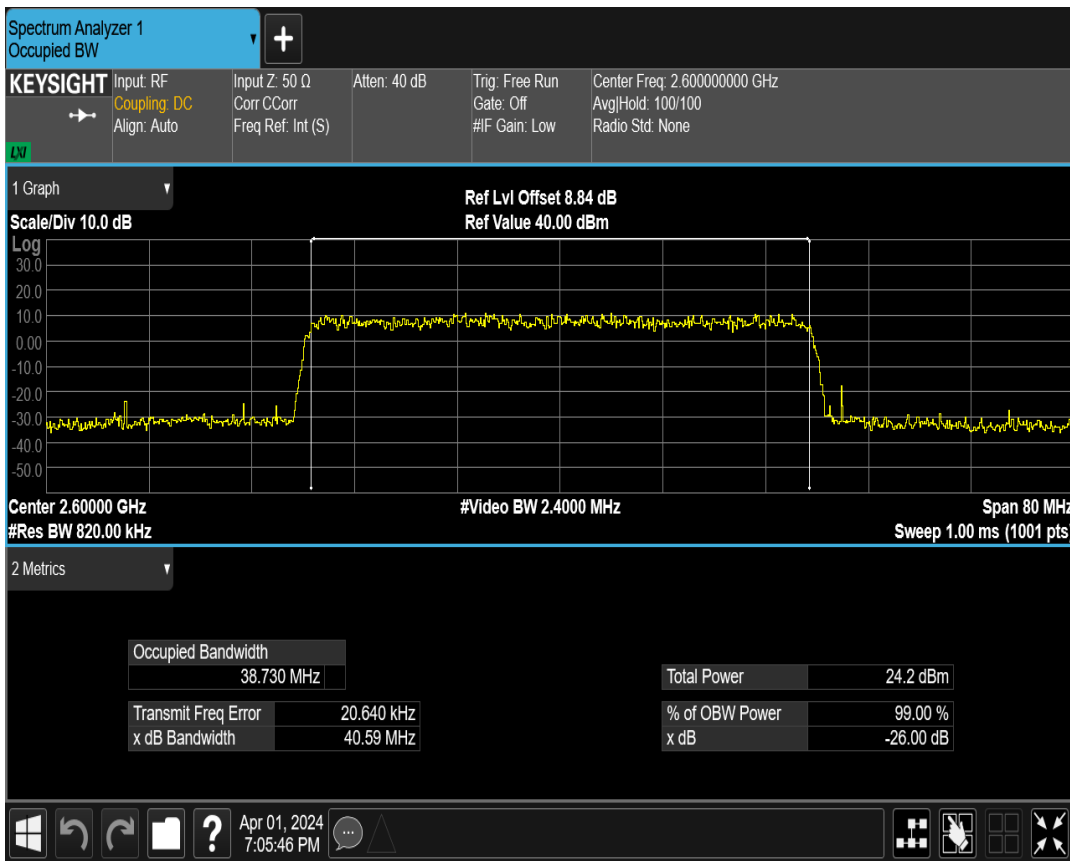 Spectrum Analyzer 1
Occupied BW
KEYSIGHT
LXI
Input: RF
Coupling: DC
Align: Auto
Input Z: 50 Ω
Corr CCorr
Freq Ref: Int (S)
Atten: 40 dB
Trig: Free Run
Gate: Off
#IF Gain: Low
Center Freq: 2.600000000 GHz
Avg|Hold: 100/100
Radio Std: None
1 Graph
Scale/Div 10.0 dB
Ref Lvl Offset 8.84 dB
Ref Value 40.00 dBm
Log
30.0
20.0
10.0
0.00
-10.0
-20.0
-30.0
-40.0
-50.0
Center 2.60000 GHz
#Res BW 820.00 kHz
#Video BW 2.4000 MHz
Span 80 MHz
Sweep 1.00 ms (1001 pts)
2 Metrics
Occupied Bandwidth
38.730 MHz
Transmit Freq Error 20.640 kHz
x dB Bandwidth 40.59 MHz
Total Power 24.2 dBm
% of OBW Power 99.00 %
x dB -26.00 dB
?
Apr 01, 2024
7:05:46 PM